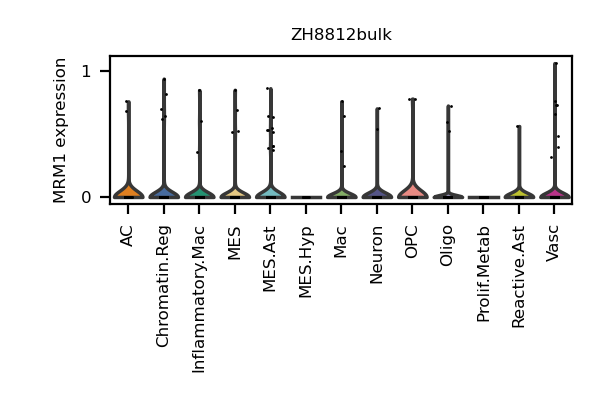 ZH8812bulk
MRM1 expression
1
0
AC
Chromatin.Reg
Inflammatory.Mac
MES
MES.Ast
MES.Hyp
Mac
Neuron
OPC
Oligo
Prolif.Metab
Reactive.Ast
Vasc